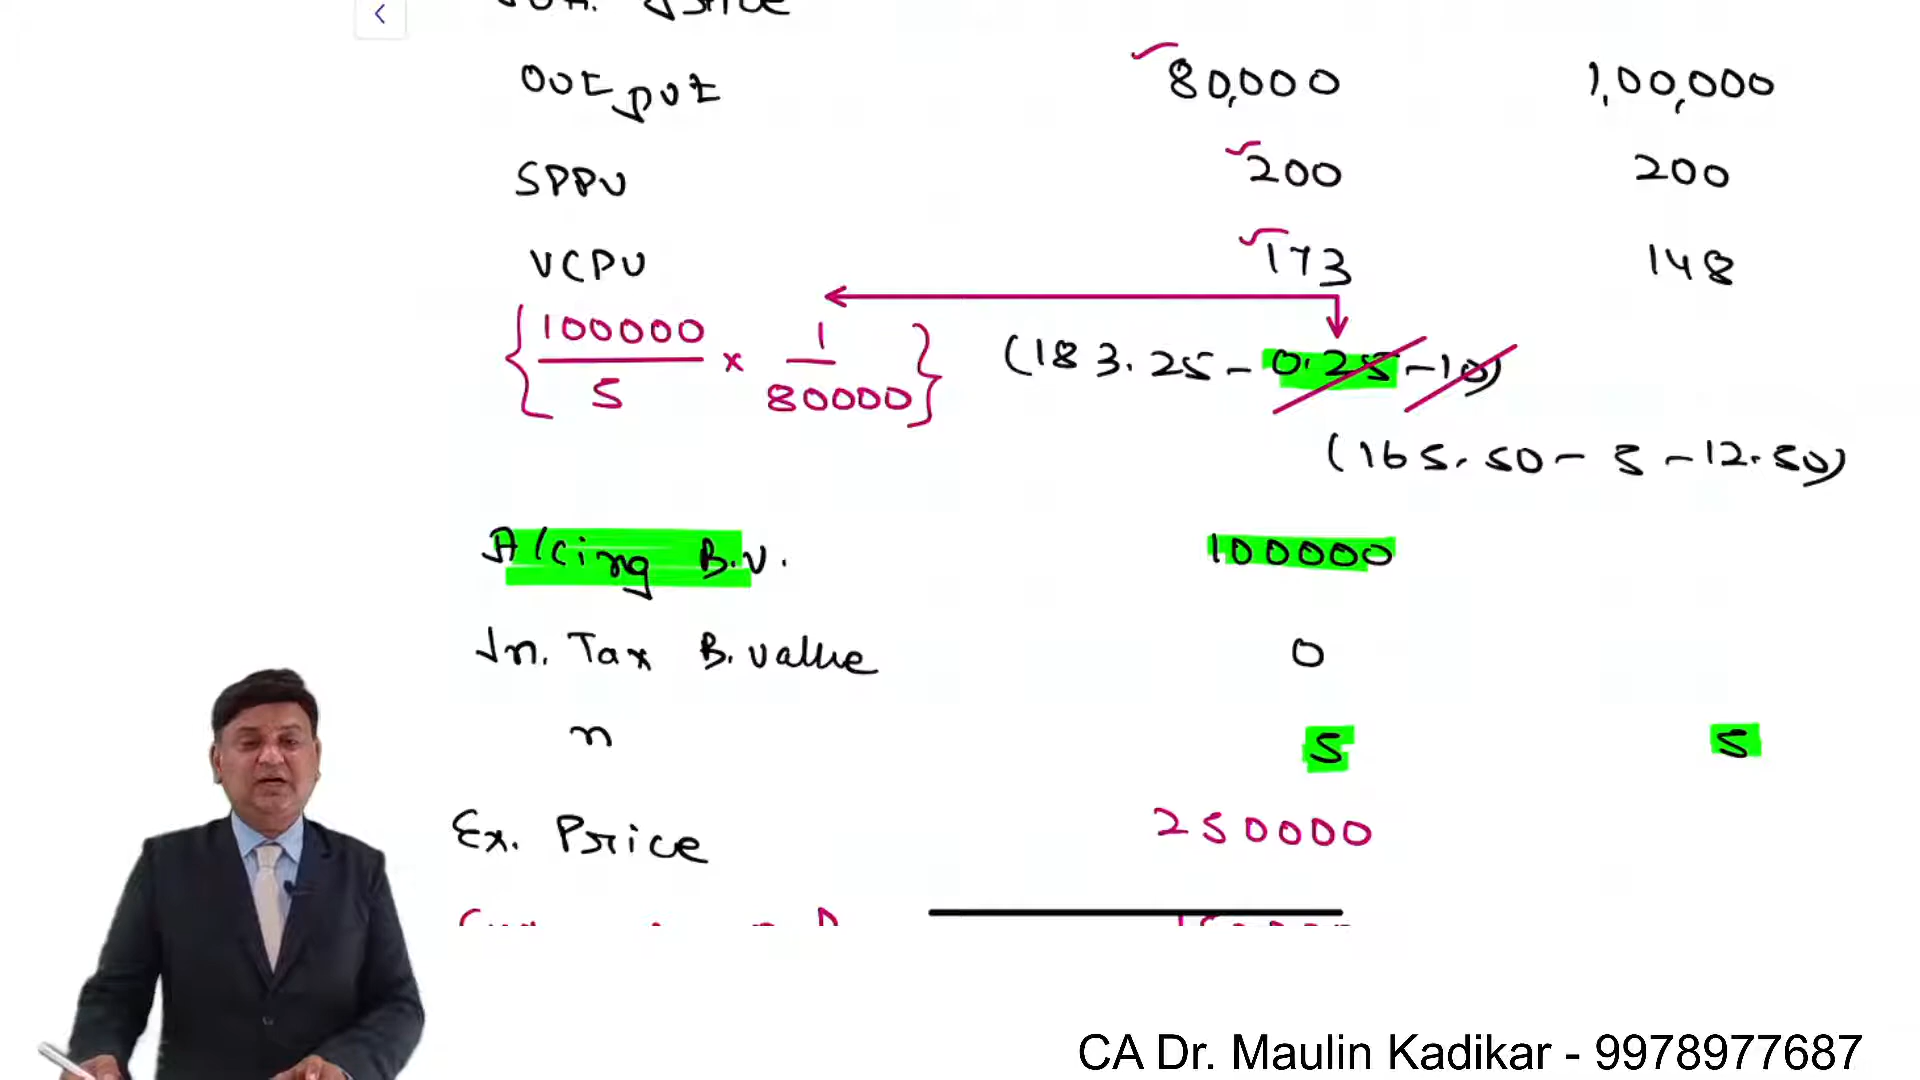 output 80,000 1,00,000
SPPU 200 200
VCPU 173 148
{ 100000 / 5 x 1 / 80000 } (183.25 - 0.25 - 10)
(165.50 - 5 - 12.50)
A/cing B.V. 100000
In. Tax B. value 0
n 5 5
Ex. Price 250000
CA Dr. Maulin Kadikar - 9978977687